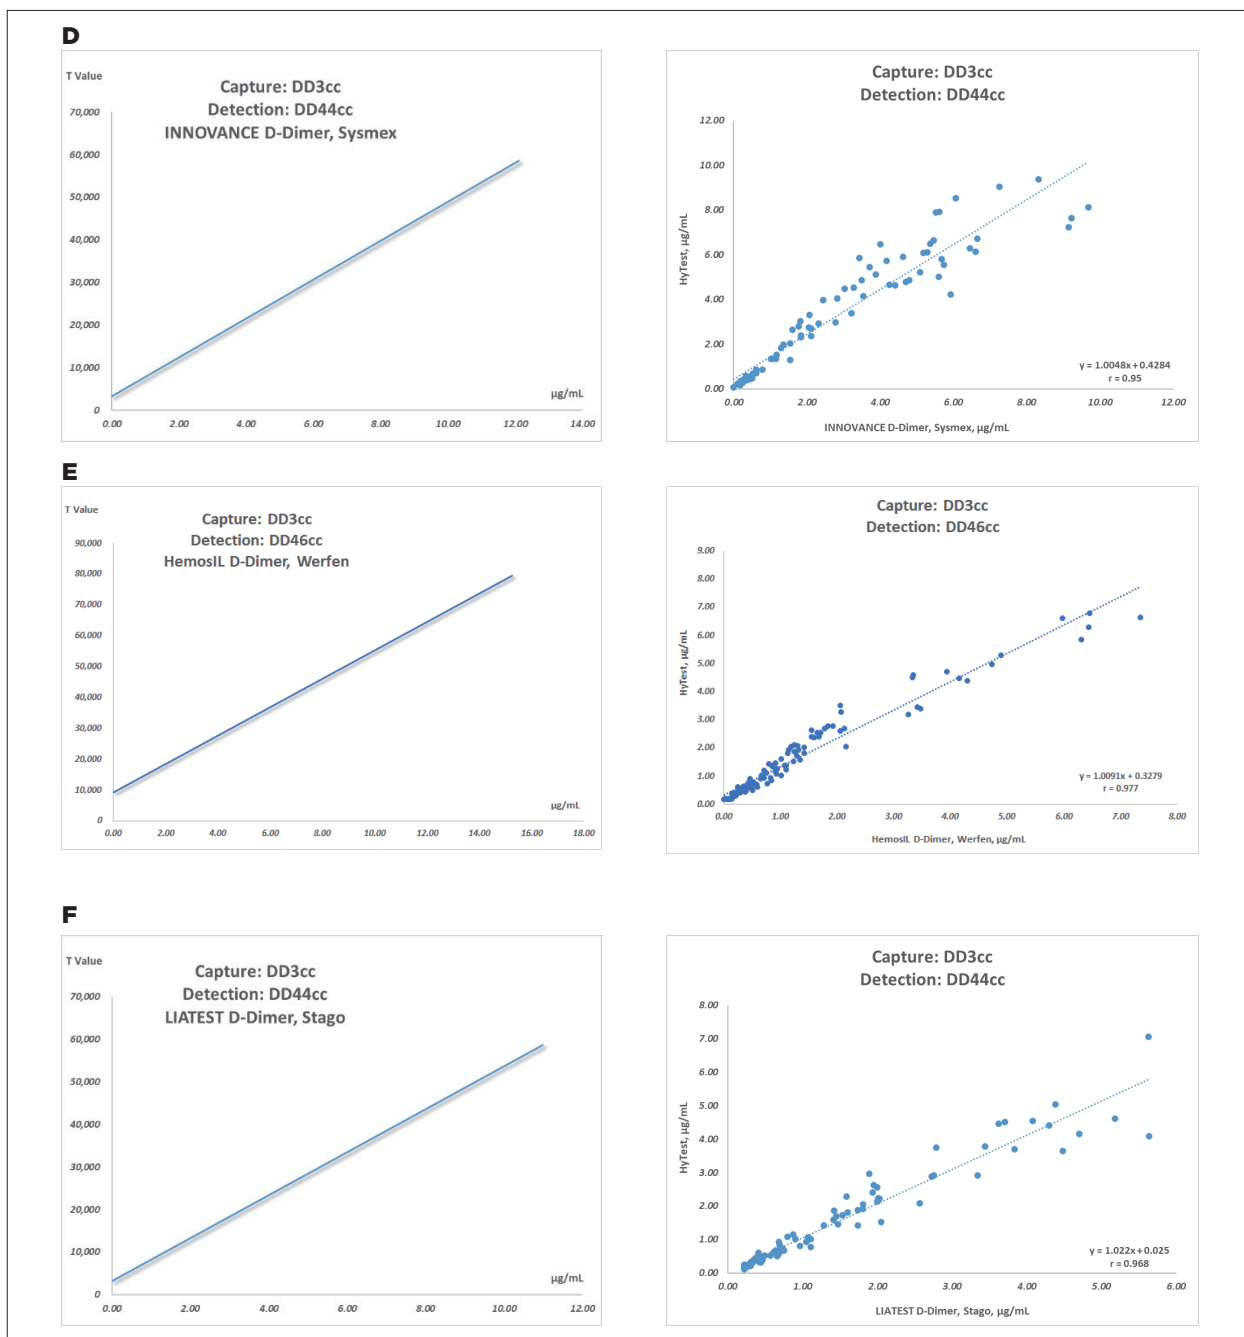 D
T Value
Capture: DD3cc
Detection: DD44cc
INNOVANCE D-Dimer, Sysmex
70,000
60,000
50,000
40,000
30,000
20,000
10,000
0
µg/mL
0.00 2.00 4.00 6.00 8.00 10.00 12.00 14.00
Capture: DD3cc
Detection: DD44cc
HyTest, µg/mL
12.00
10.00
8.00
6.00
4.00
2.00
0.00
y = 1.0048x + 0.4284
r = 0.95
0.00 2.00 4.00 6.00 8.00 10.00 12.00
INNOVANCE D-Dimer, Sysmex, µg/mL
E
T Value
Capture: DD3cc
Detection: DD46cc
HemosIL D-Dimer, Werfen
90,000
80,000
70,000
60,000
50,000
40,000
30,000
20,000
10,000
0
µg/mL
0.00 2.00 4.00 6.00 8.00 10.00 12.00 14.00 16.00 18.00
Capture: DD3cc
Detection: DD46cc
HyTest, µg/mL
9.00
8.00
7.00
6.00
5.00
4.00
3.00
2.00
1.00
0.00
y = 1.0091x + 0.3279
r = 0.977
0.00 1.00 2.00 3.00 4.00 5.00 6.00 7.00 8.00
HemosIL D-Dimer, Werfen, µg/mL
F
T Value
Capture: DD3cc
Detection: DD44cc
LIATEST D-Dimer, Stago
70,000
60,000
50,000
40,000
30,000
20,000
10,000
0
µg/mL
0.00 2.00 4.00 6.00 8.00 10.00 12.00
Capture: DD3cc
Detection: DD44cc
HyTest, µg/mL
8.00
7.00
6.00
5.00
4.00
3.00
2.00
1.00
0.00
y = 1.022x + 0.025
r = 0.968
0.00 1.00 2.00 3.00 4.00 5.00 6.00
LIATEST D-Dimer, Stago, µg/mL